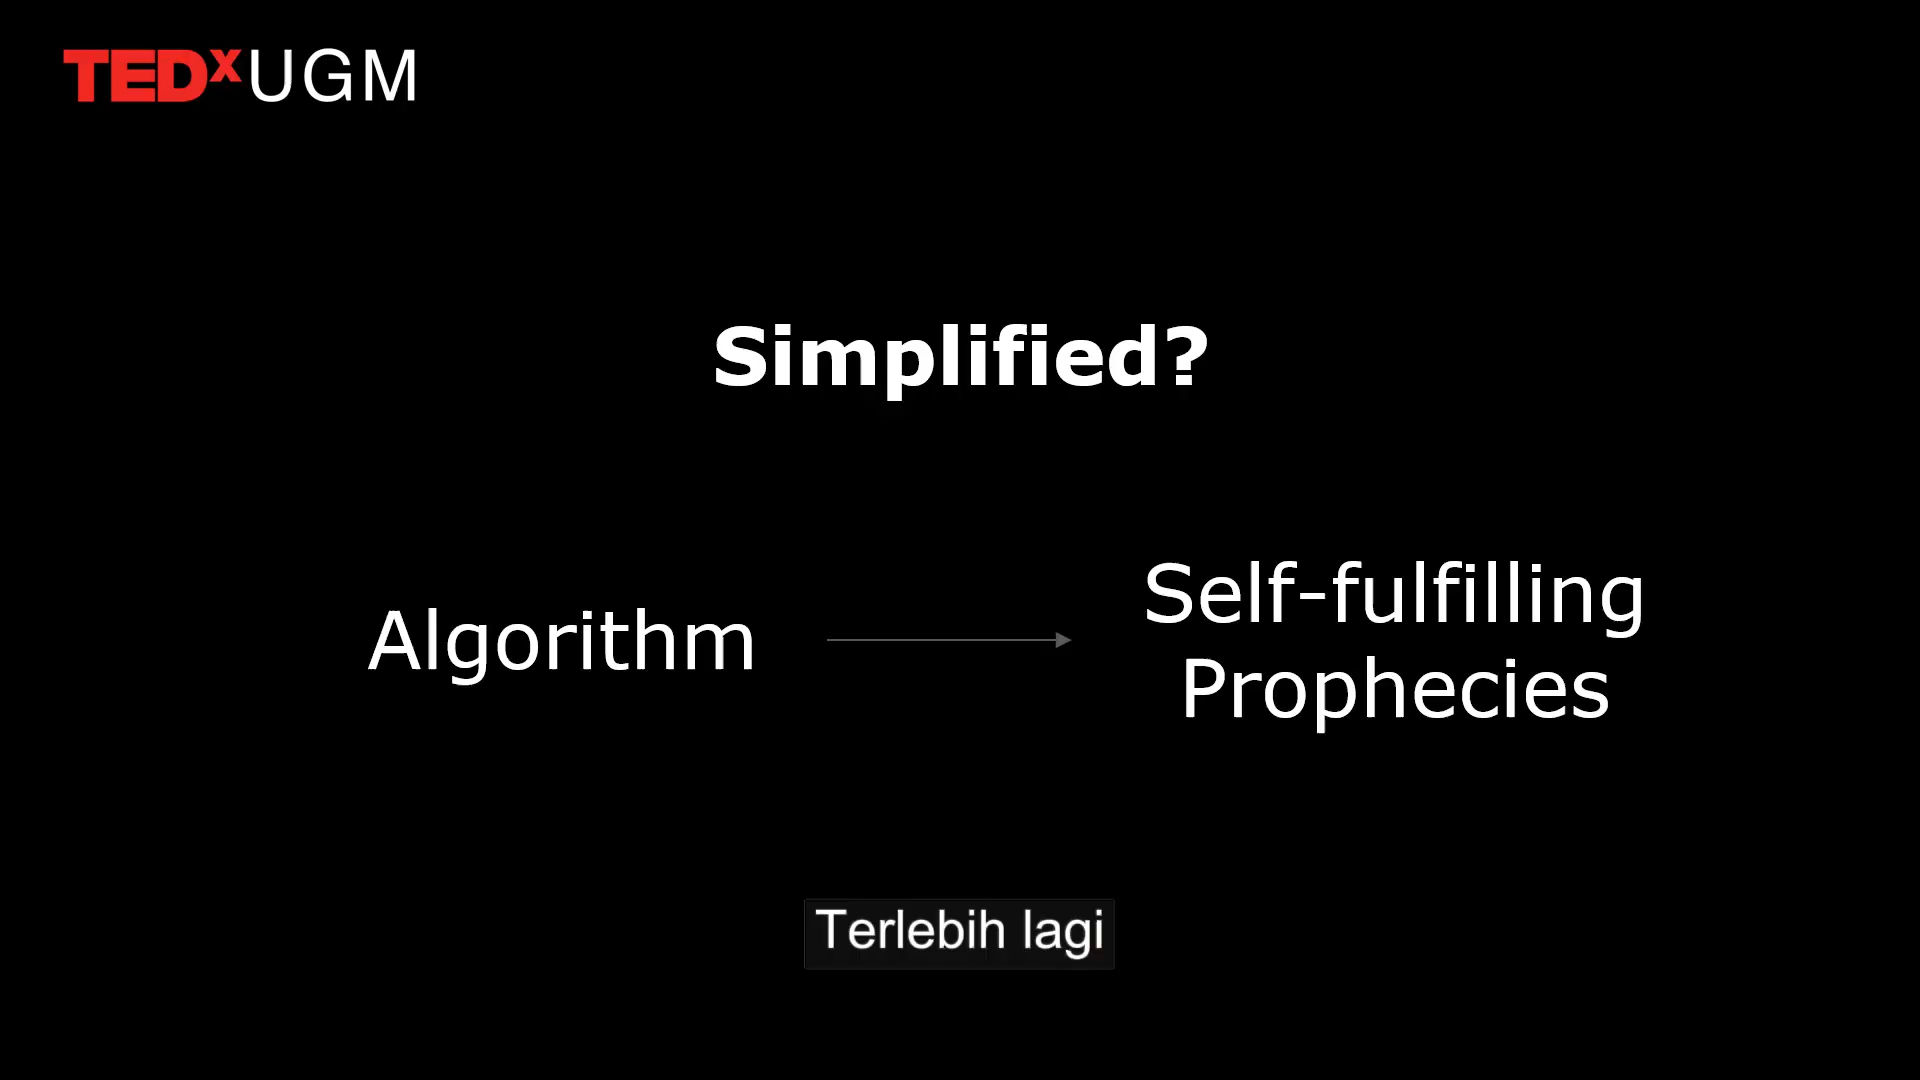 TEDxUGM
Simplified?
Algorithm
Self-fulfilling
Prophecies
Terlebih lagi